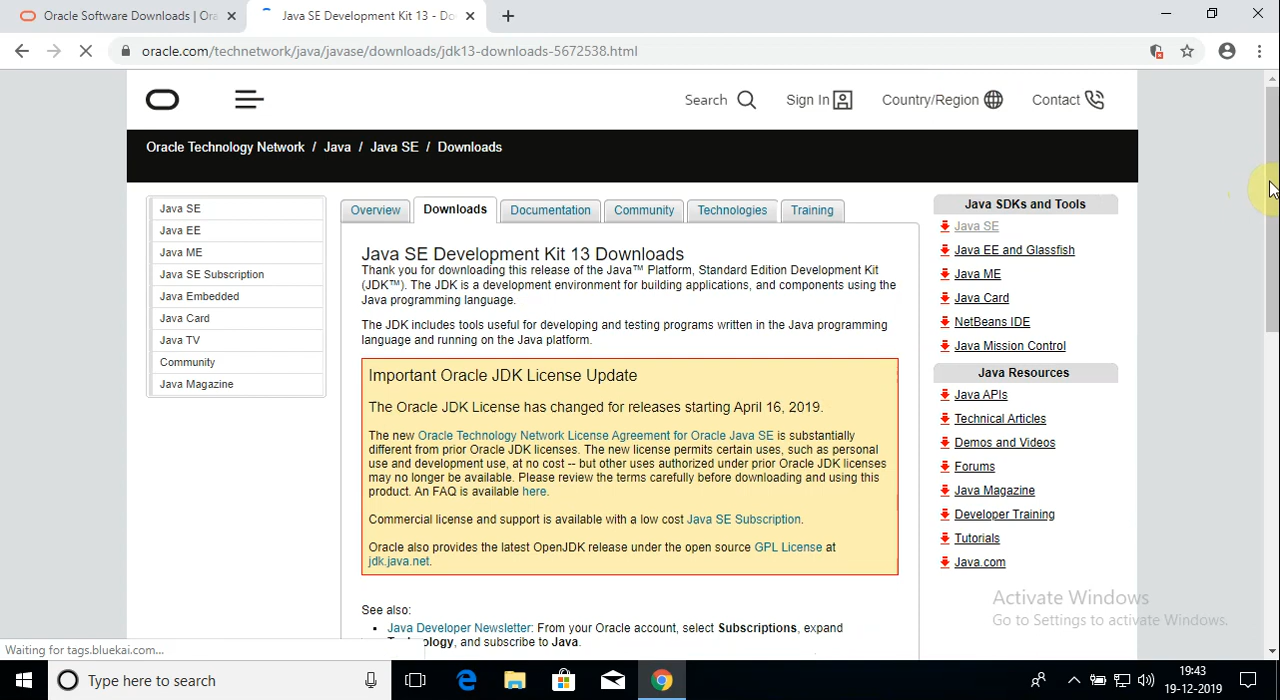 Oracle Software Downloads | Ora
Java SE Development Kit 13 - Do
oracle.com/technetwork/java/javase/downloads/jdk13-downloads-5672538.html
Search
Sign In
Country/Region
Contact
Oracle Technology Network / Java / Java SE / Downloads
Java SE
Java EE
Java ME
Java SE Subscription
Java Embedded
Java Card
Java TV
Community
Java Magazine
Overview
Downloads
Documentation
Community
Technologies
Training
Java SE Development Kit 13 Downloads
Thank you for downloading this release of the Java™ Platform, Standard Edition Development Kit
(JDK™). The JDK is a development environment for building applications, and components using the
Java programming language.
The JDK includes tools useful for developing and testing programs written in the Java programming
language and running on the Java platform.
Important Oracle JDK License Update
The Oracle JDK License has changed for releases starting April 16, 2019.
The new Oracle Technology Network License Agreement for Oracle Java SE is substantially
different from prior Oracle JDK licenses. The new license permits certain uses, such as personal
use and development use, at no cost -- but other uses authorized under prior Oracle JDK licenses
may no longer be available. Please review the terms carefully before downloading and using this
product. An FAQ is available here.
Commercial license and support is available with a low cost Java SE Subscription.
Oracle also provides the latest OpenJDK release under the open source GPL License at
jdk.java.net.
See also:
Java Developer Newsletter: From your Oracle account, select Subscriptions, expand
ology, and subscribe to Java.
Java SDKs and Tools
Java SE
Java EE and Glassfish
Java ME
Java Card
NetBeans IDE
Java Mission Control
Java Resources
Java APIs
Technical Articles
Demos and Videos
Forums
Java Magazine
Developer Training
Tutorials
Java.com
Activate Windows
Go to Settings to activate Windows.
Waiting for tags.bluekai.com...
Type here to search
19:43
19-12-2019